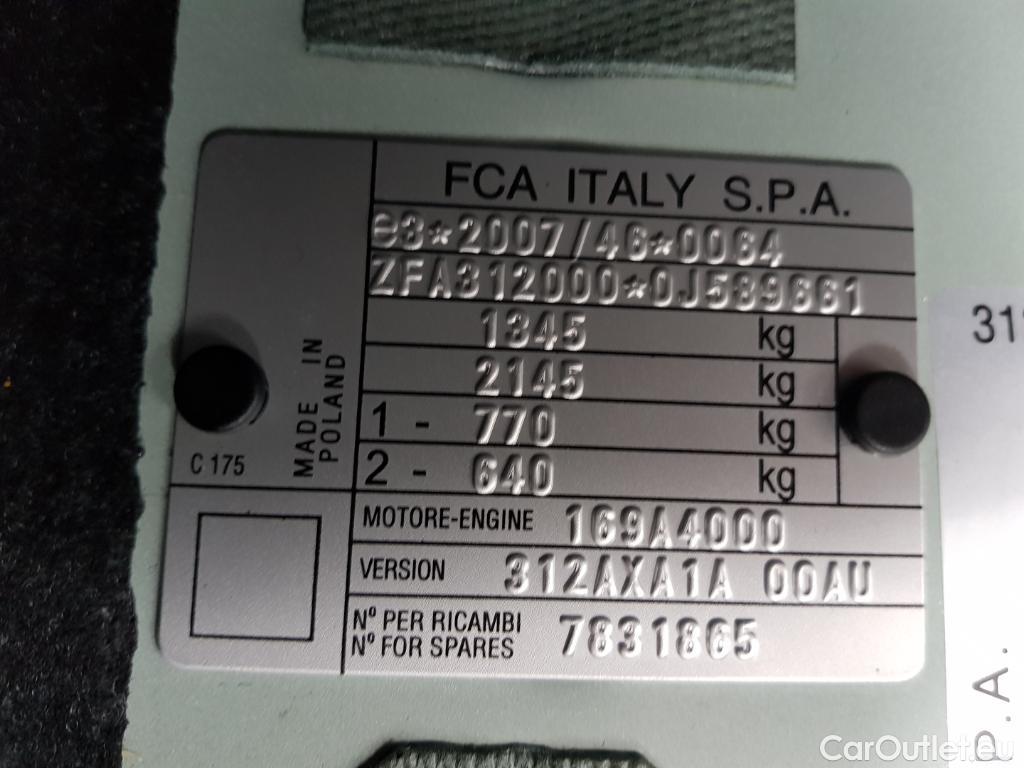 FCA ITALY S.P.A.
e3*2007/46*0064
ZFA312000*0J589661
1345 kg
2145 kg
1 - 770 kg
2 - 640 kg
MADE IN
POLAND
C 175
MOTORE-ENGINE 169A4000
VERSION 312AXA1A 00AU
N° PER RICAMBI
N° FOR SPARES 7831865
31
P.A.
CarOutlet.eu